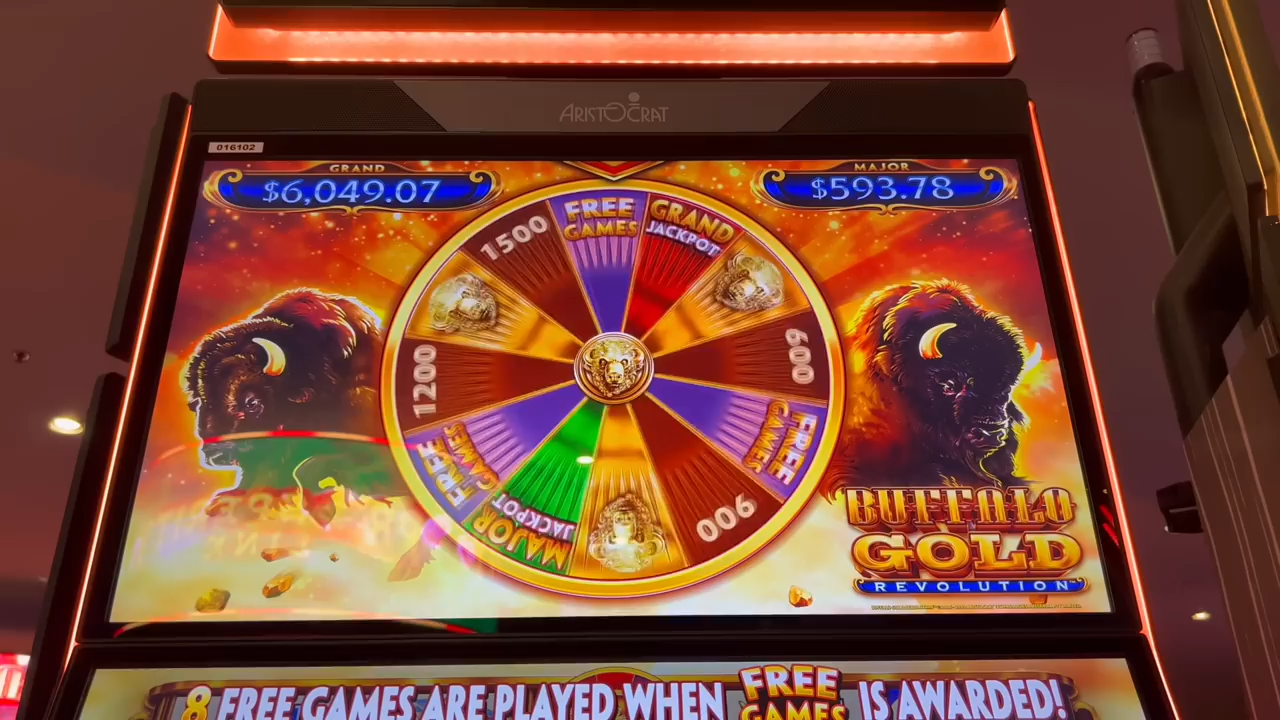 ARISTOCRAT
016102
GRAND
$6,049.07
MAJOR
$593.78
FREE
GAMES
GRAND
JACKPOT
600
FREE
GAMES
900
MAJOR
JACKPOT
FREE
GAMES
1200
1500
BUFFALO
GOLD
REVOLUTION™
8 FREE GAMES ARE PLAYED WHEN FREE GAMES IS AWARDED!